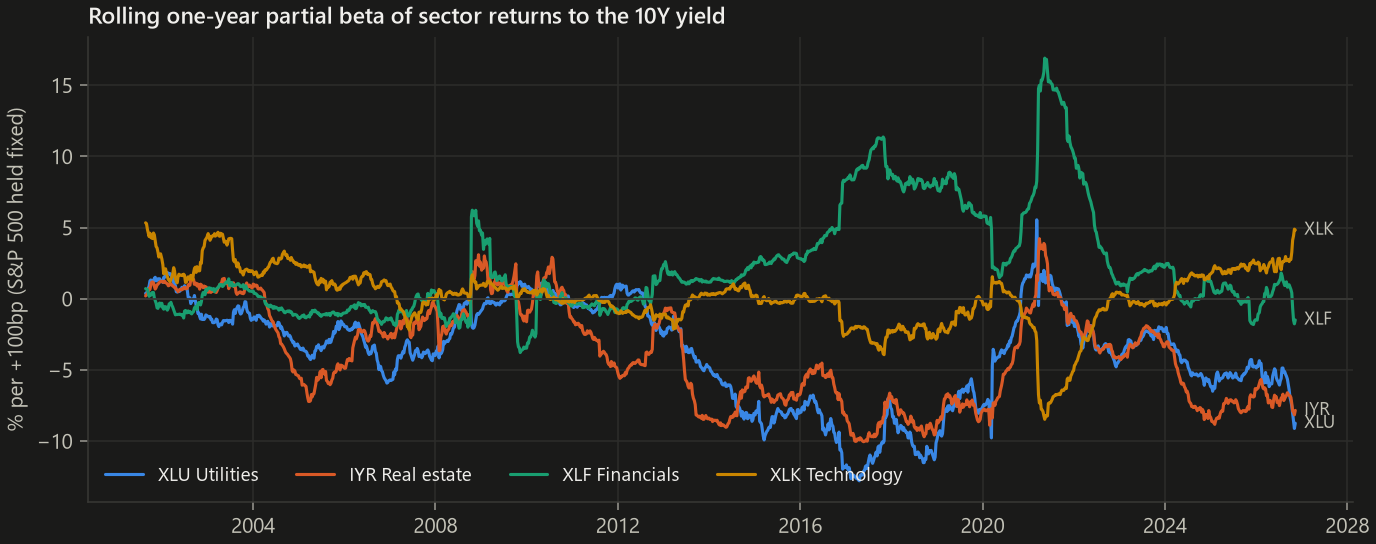 Rolling one-year partial beta of sector returns to the 10Y yield
% per +100bp (S&P 500 held fixed)
15
10
5
0
−5
−10
XLK
XLF
IYR
XLU
XLU Utilities
IYR Real estate
XLF Financials
XLK Technology
2004
2008
2012
2016
2020
2024
2028